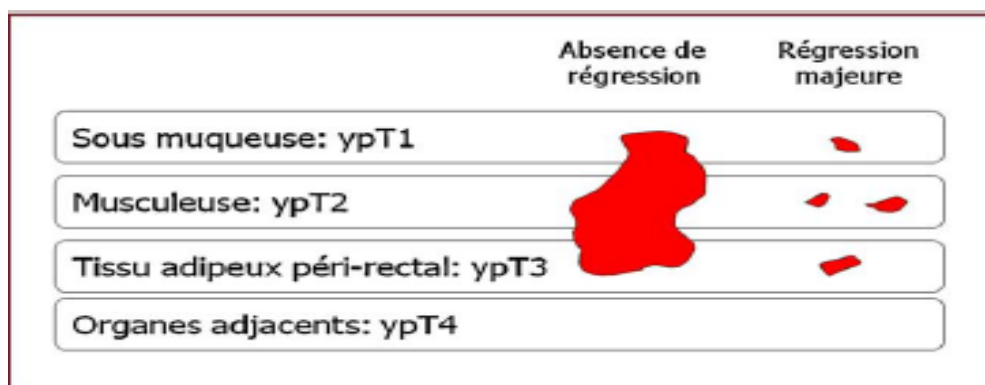 Absence de
régression
Régression
majeure
Sous muqueuse: ypT1
Musculeuse: ypT2
Tissu adipeux péri-rectal: ypT3
Organes adjacents: ypT4